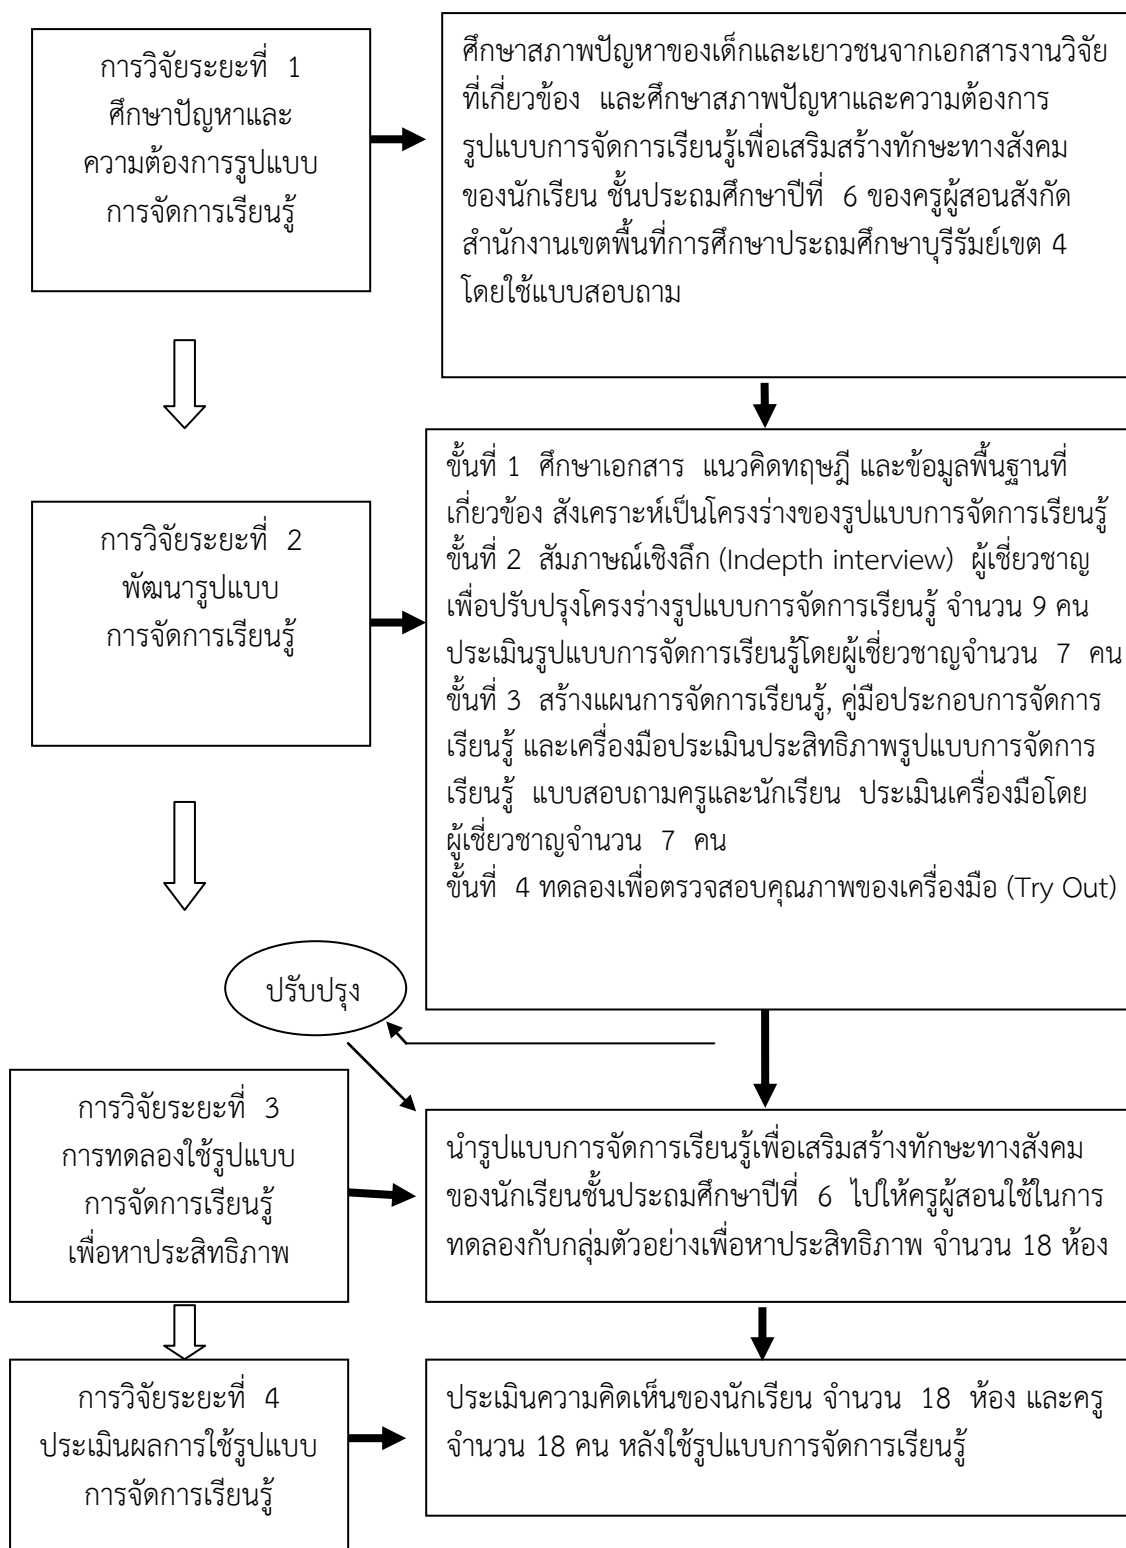 การวิจัยระยะที่ 1
ศึกษาปัญหาและ
ความต้องการรูปแบบ
การจัดการเรียนรู้
ศึกษาสภาพปัญหาของเด็กและเยาวชนจากเอกสารงานวิจัย
ที่เกี่ยวข้อง และศึกษาสภาพปัญหาและความต้องการ
รูปแบบการจัดการเรียนรู้เพื่อเสริมสร้างทักษะทางสังคม
ของนักเรียน ชั้นประถมศึกษาปีที่ 6 ของครูผู้สอนสังกัด
สำนักงานเขตพื้นที่การศึกษาประถมศึกษาบุรีรัมย์เขต 4
โดยใช้แบบสอบถาม
การวิจัยระยะที่ 2
พัฒนารูปแบบ
การจัดการเรียนรู้
ขั้นที่ 1 ศึกษาเอกสาร แนวคิดทฤษฎี และข้อมูลพื้นฐานที่
เกี่ยวข้อง สังเคราะห์เป็นโครงร่างของรูปแบบการจัดการเรียนรู้
ขั้นที่ 2 สัมภาษณ์เชิงลึก (Indepth interview) ผู้เชี่ยวชาญ
เพื่อปรับปรุงโครงร่างรูปแบบการจัดการเรียนรู้ จำนวน 9 คน
ประเมินรูปแบบการจัดการเรียนรู้โดยผู้เชี่ยวชาญจำนวน 7 คน
ขั้นที่ 3 สร้างแผนการจัดการเรียนรู้, คู่มือประกอบการจัดการ
เรียนรู้ และเครื่องมือประเมินประสิทธิภาพรูปแบบการจัดการ
เรียนรู้ แบบสอบถามครูและนักเรียน ประเมินเครื่องมือโดย
ผู้เชี่ยวชาญจำนวน 7 คน
ขั้นที่ 4 ทดลองเพื่อตรวจสอบคุณภาพของเครื่องมือ (Try Out)
ปรับปรุง
การวิจัยระยะที่ 3
การทดลองใช้รูปแบบ
การจัดการเรียนรู้
เพื่อหาประสิทธิภาพ
นำรูปแบบการจัดการเรียนรู้เพื่อเสริมสร้างทักษะทางสังคม
ของนักเรียนชั้นประถมศึกษาปีที่ 6 ไปให้ครูผู้สอนใช้ในการ
ทดลองกับกลุ่มตัวอย่างเพื่อหาประสิทธิภาพ จำนวน 18 ห้อง
การวิจัยระยะที่ 4
ประเมินผลการใช้รูปแบบ
การจัดการเรียนรู้
ประเมินความคิดเห็นของนักเรียน จำนวน 18 ห้อง และครู
จำนวน 18 คน หลังใช้รูปแบบการจัดการเรียนรู้